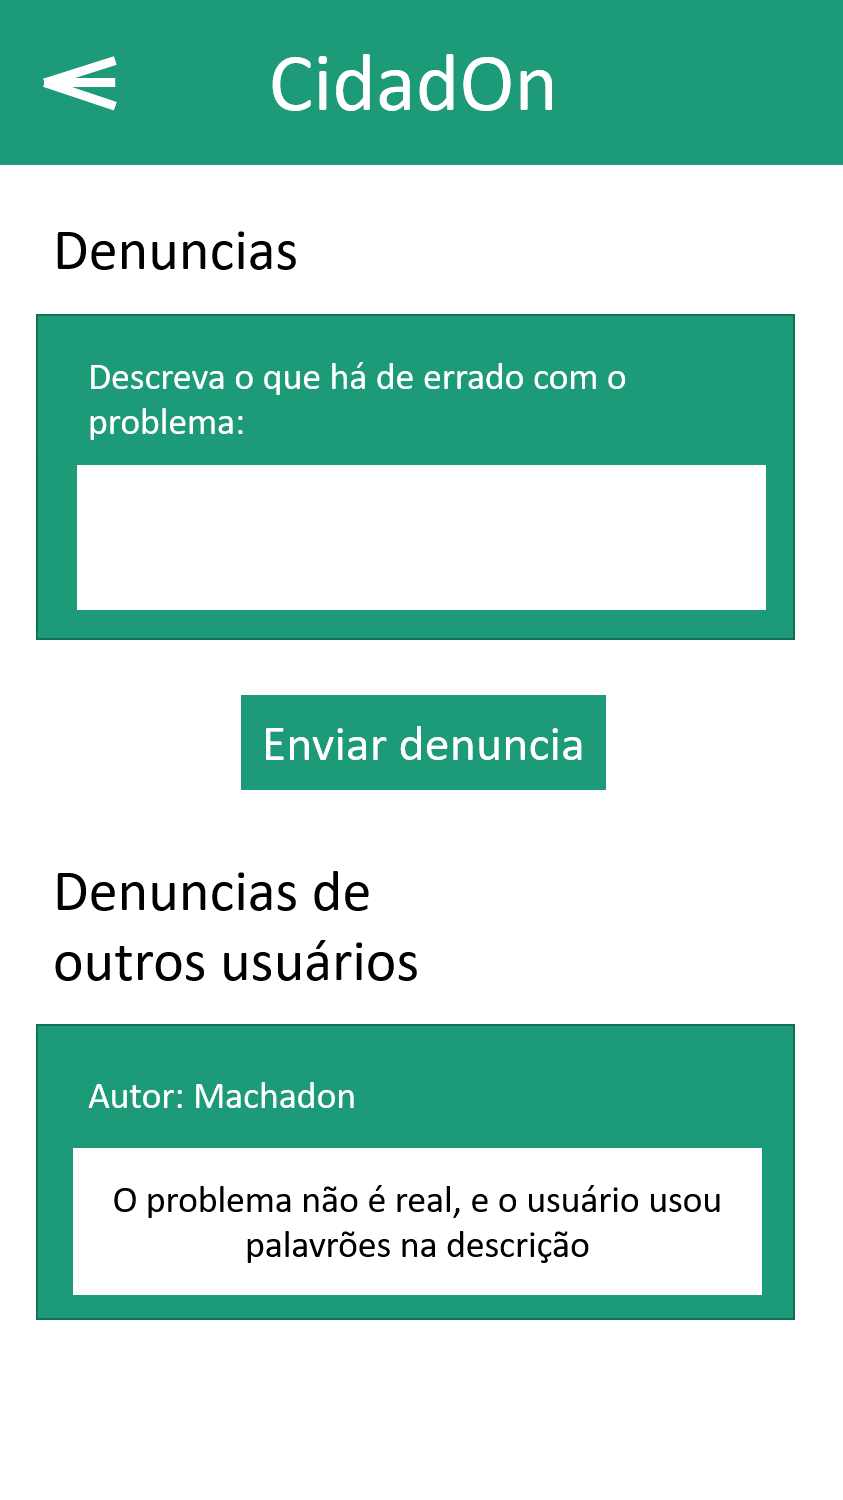 CidadOn
Denuncias
Descreva o que há de errado com o
problema:
Enviar denuncia
Denuncias de
outros usuários
Autor: Machadon
O problema não é real, e o usuário usou
palavrões na descrição